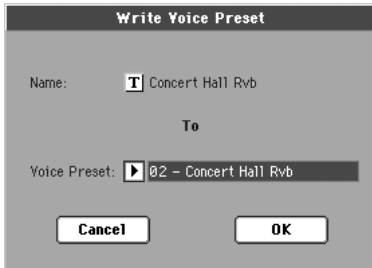 Write Voice Preset
Name: T Concert Hall Rvb
To
Voice Preset: 02 - Concert Hall Rvb
Cancel OK